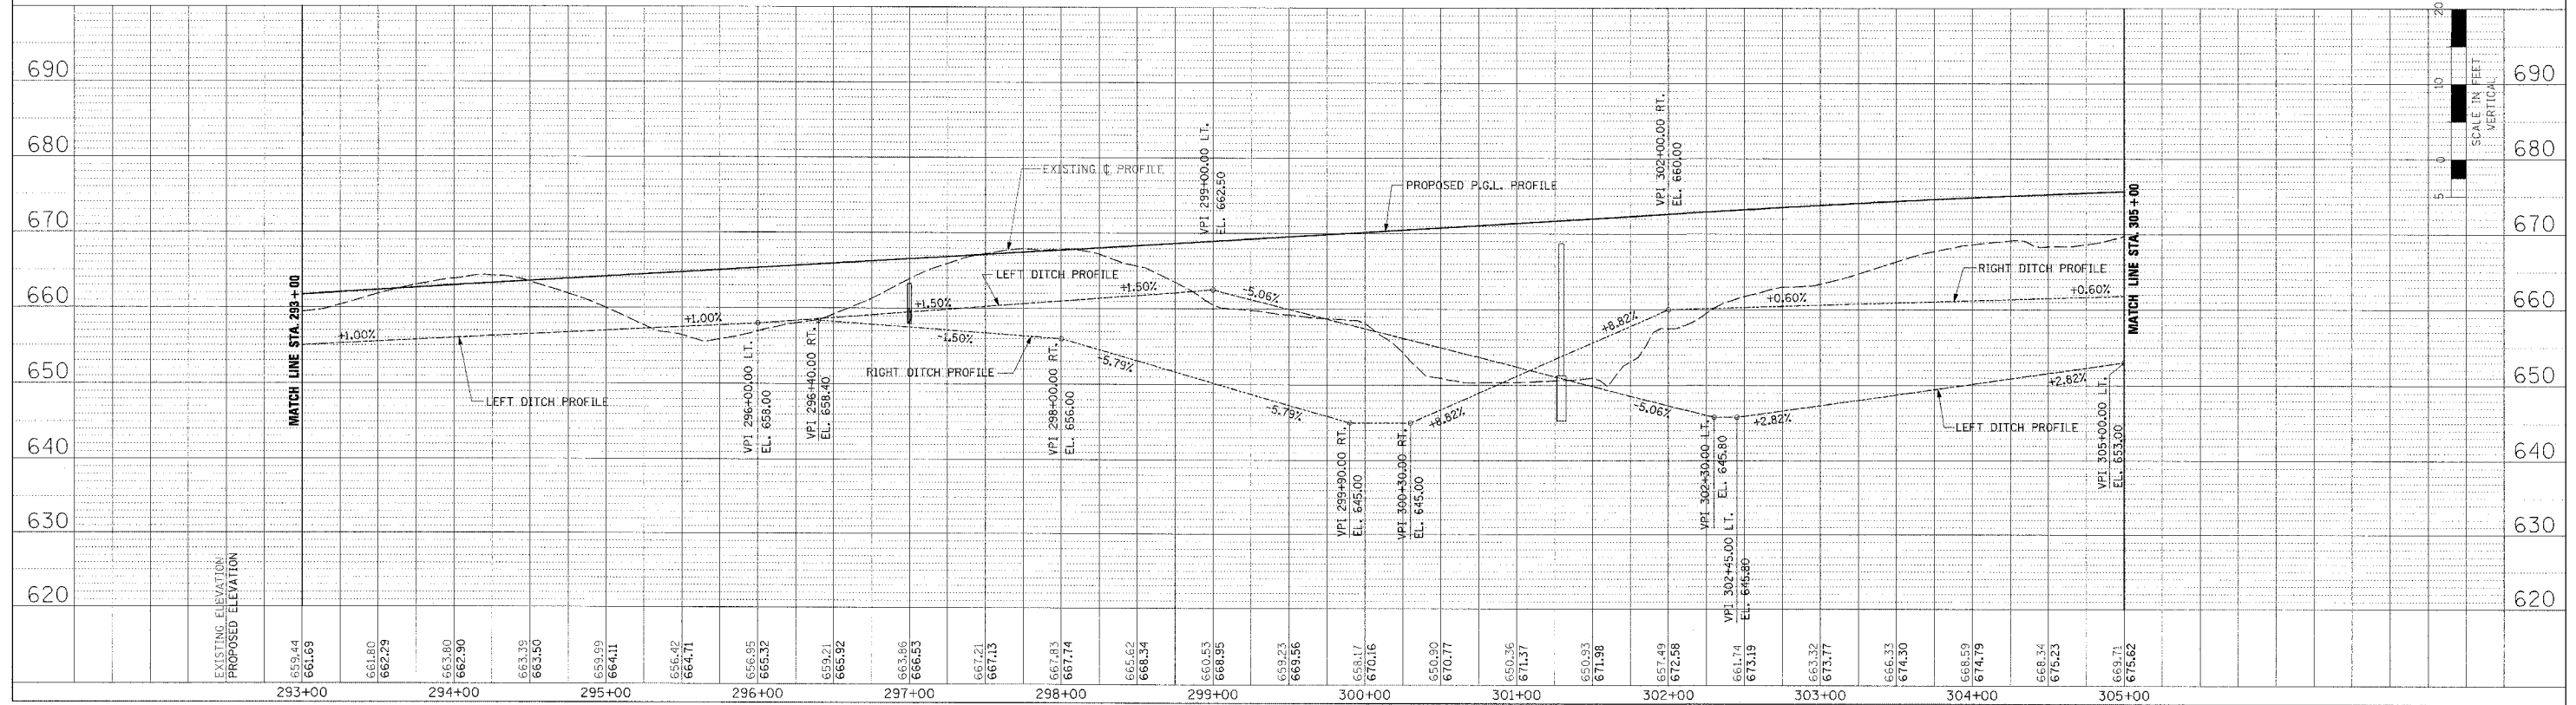 690
680
670
660
650
640
630
620
690
680
670
660
650
640
630
620
20
10
0
5
SCALE IN FEET
VERTICAL
MATCH LINE STA. 293+00
MATCH LINE STA. 305+00
EXISTING ℄ PROFILE
PROPOSED P.G.L. PROFILE
LEFT DITCH PROFILE
RIGHT DITCH PROFILE
LEFT DITCH PROFILE
RIGHT DITCH PROFILE
LEFT DITCH PROFILE
+1.00%
+1.00%
+1.50%
+1.50%
-1.50%
-5.06%
-5.79%
-5.79%
+8.82%
+8.82%
-5.06%
+0.60%
+0.60%
+2.82%
+2.82%
VPI 296+00.00 LT.
EL. 658.00
VPI 296+40.00 RT.
EL. 658.40
VPI 298+00.00 RT.
EL. 656.00
VPI 299+00.00 LT.
EL. 662.50
VPI 299+90.00 RT.
EL. 645.00
VPI 300+30.00 RT.
EL. 645.00
VPI 302+00.00 RT.
EL. 660.00
VPI 302+30.00 LT.
EL. 645.80
VPI 302+45.00 LT.
EL. 645.80
VPI 305+00.00 LT.
EL. 653.00
EXISTING ELEVATION
PROPOSED ELEVATION
659.44
661.69
661.80
662.29
663.80
662.90
663.39
663.50
659.99
664.11
656.42
664.71
656.95
665.32
659.21
665.92
663.86
666.53
667.21
667.13
667.83
667.74
665.62
668.34
660.53
668.95
659.23
669.56
658.17
670.16
650.90
670.77
650.36
671.37
650.93
671.98
657.49
672.58
661.74
673.19
663.32
673.77
666.33
674.30
668.59
674.79
668.34
675.23
669.71
675.62
293+00
294+00
295+00
296+00
297+00
298+00
299+00
300+00
301+00
302+00
303+00
304+00
305+00